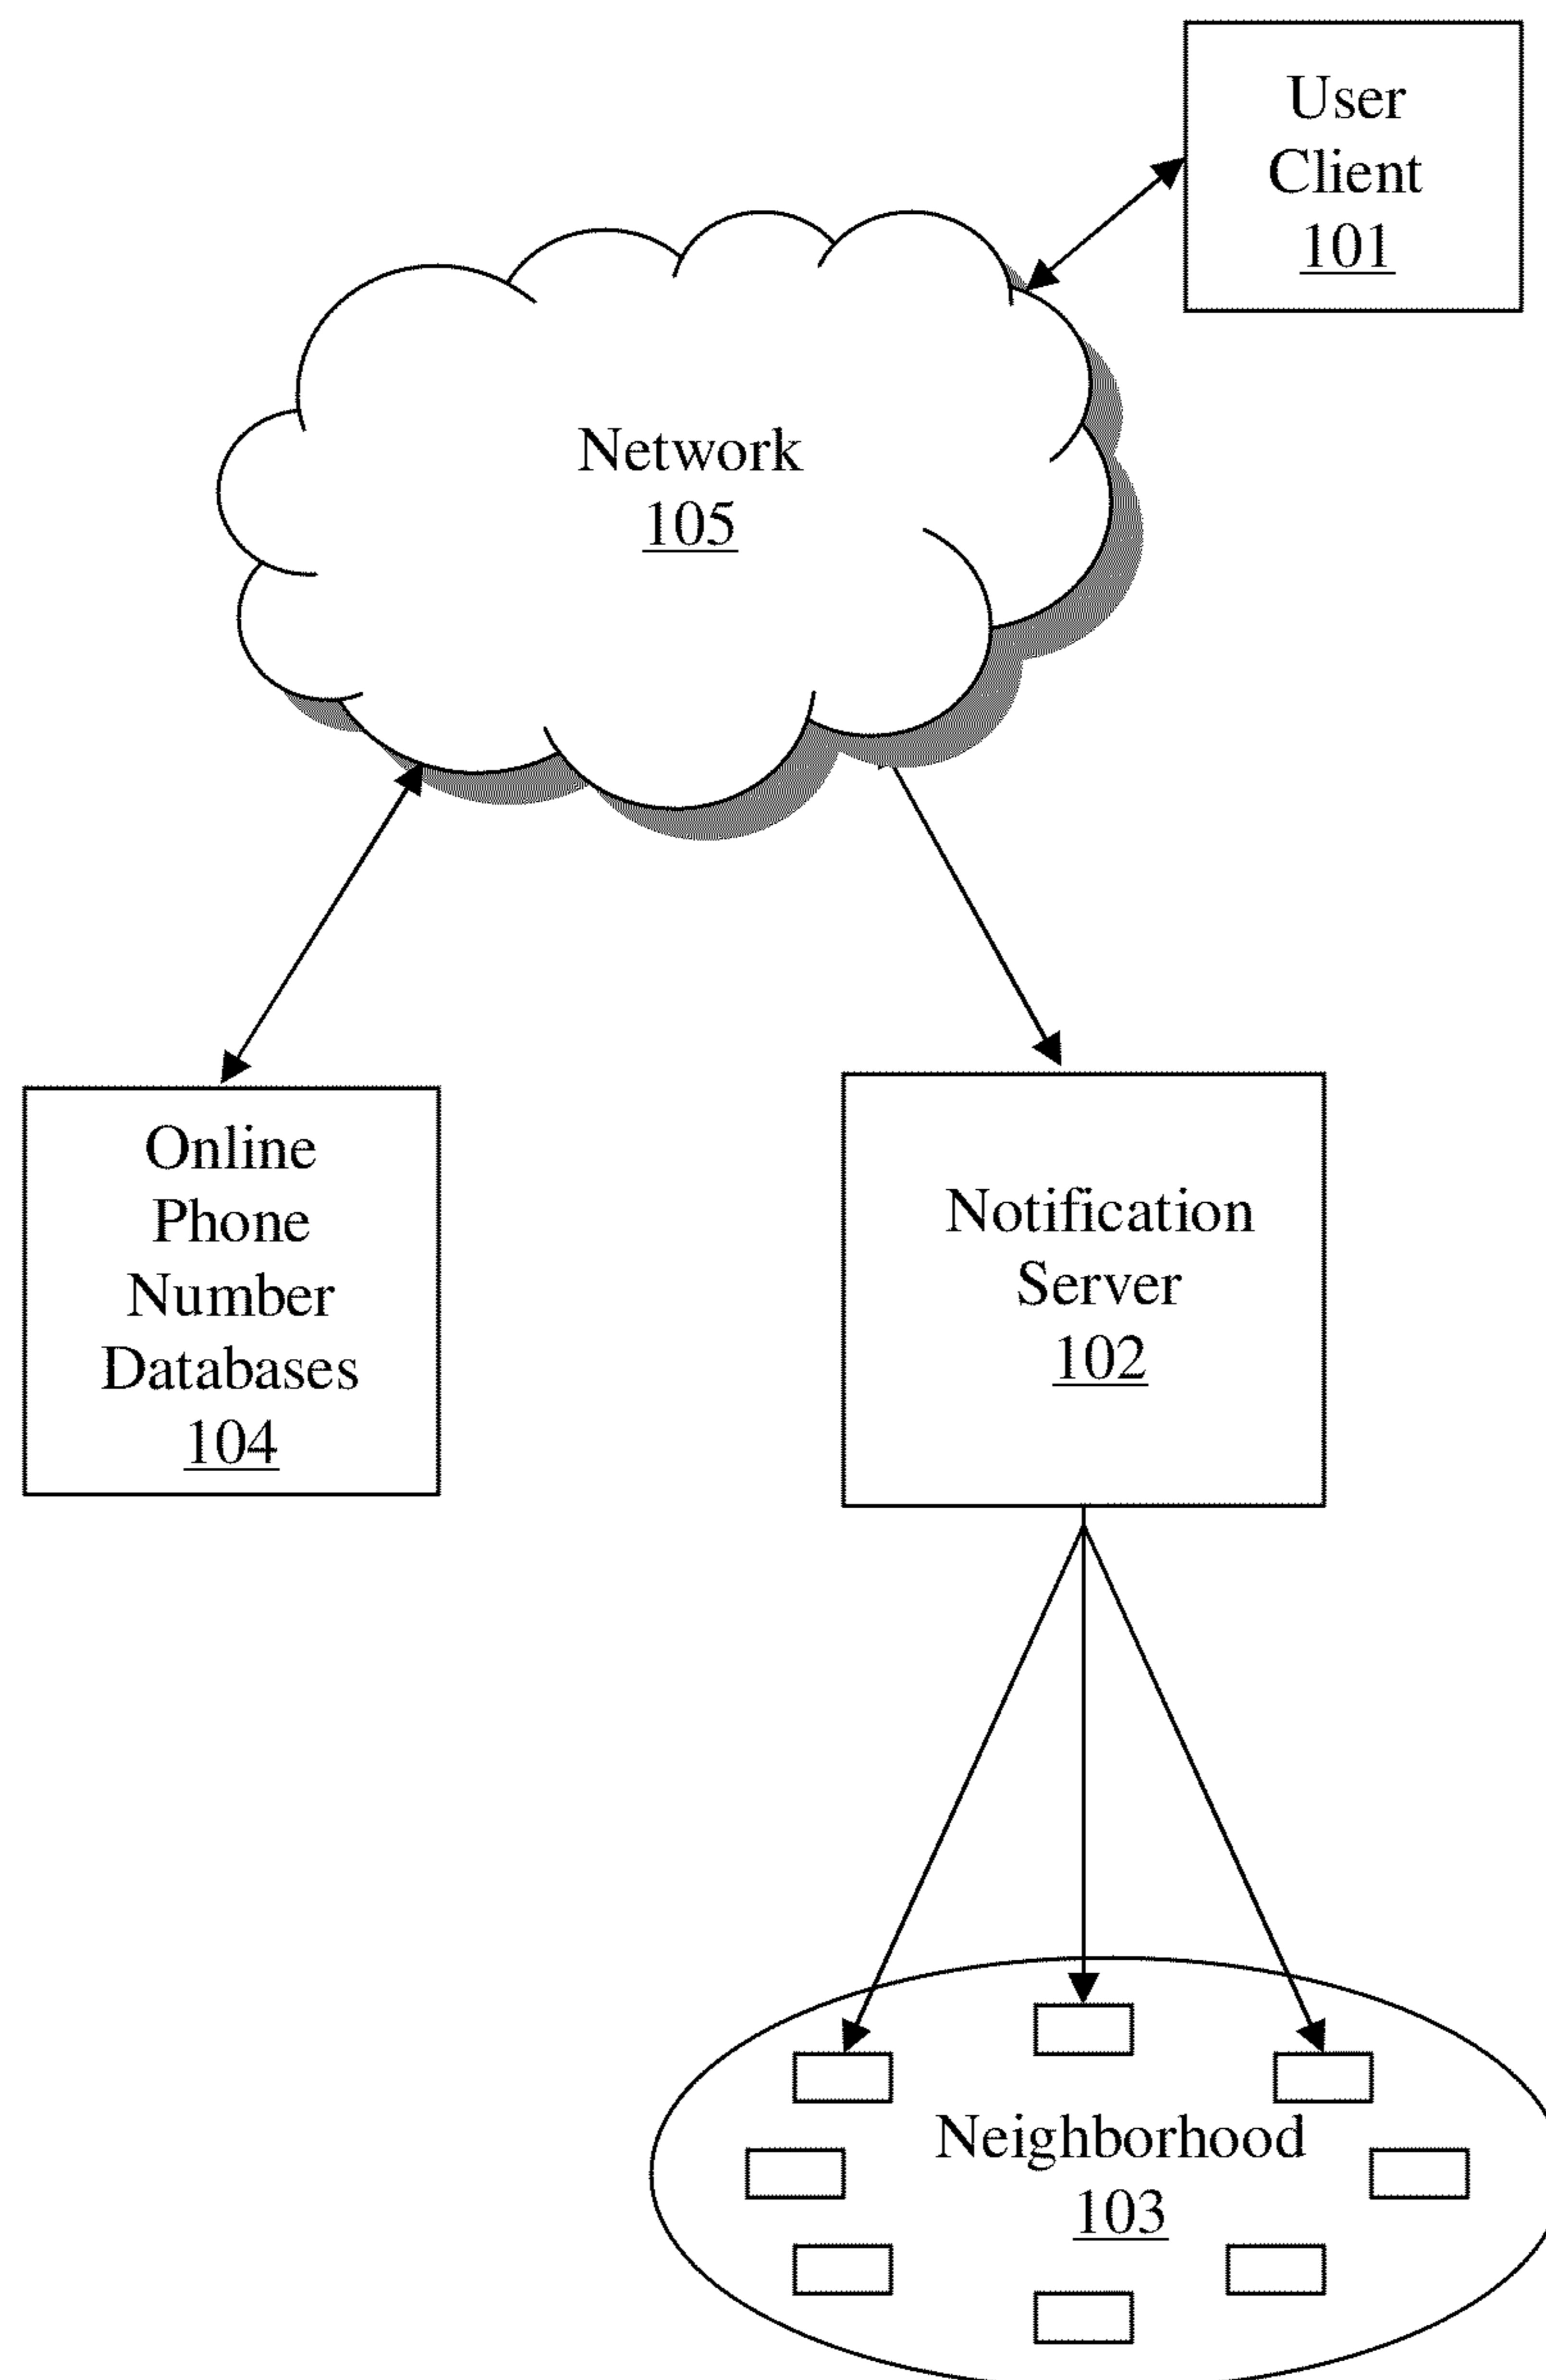 User
Client
101
Network
105
Online
Phone
Number
Databases
104
Notification
Server
102
Neighborhood
103